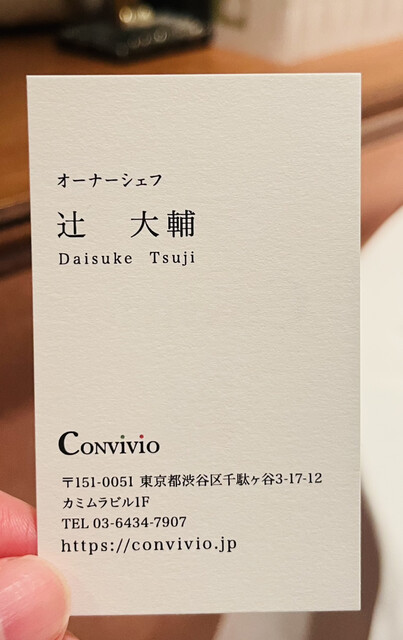 オーナーシェフ
辻 大輔
Daisuke Tsuji
Convivio
〒151-0051 東京都渋谷区千駄ヶ谷3-17-12
カミムラビル1F
TEL 03-6434-7907
https://convivio.jp